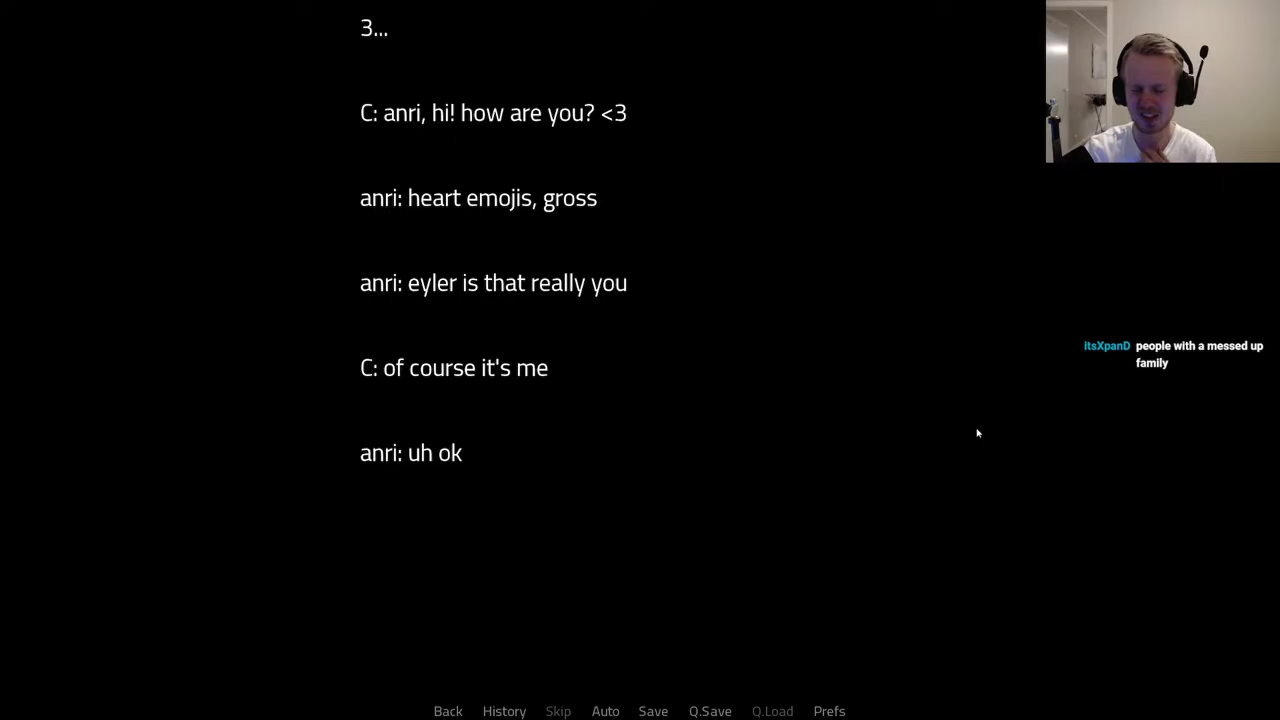 3...
C: anri, hi! how are you? <3
anri: heart emojis, gross
anri: eyler is that really you
C: of course it's me
anri: uh ok
itsXpanD people with a messed up
family
Back History Skip Auto Save Q.Save Q.Load Prefs